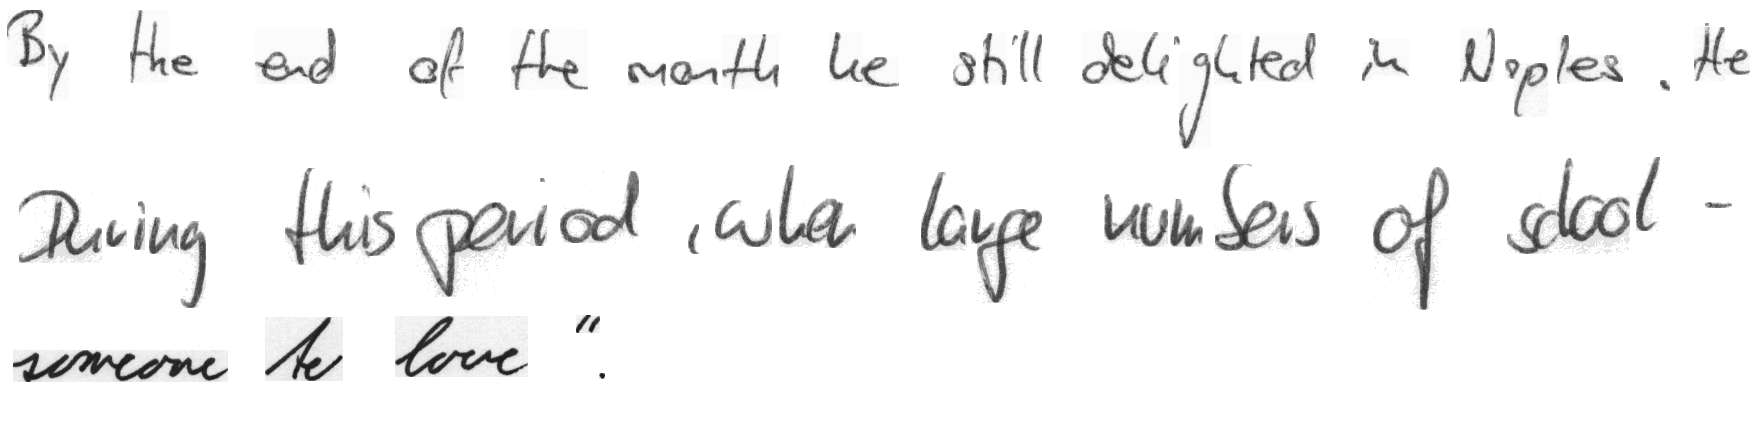 By the end of the month he still delighted in Naples. He
During this period, when large numbers of school-
someone to love".